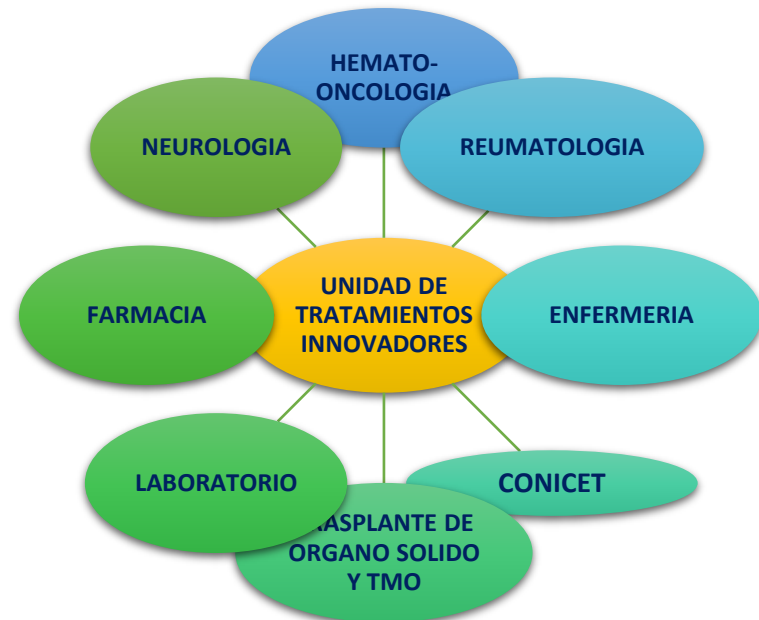 HEMATO-
ONCOLOGIA
NEUROLOGIA
REUMATOLOGIA
UNIDAD DE
TRATAMIENTOS
INNOVADORES
FARMACIA
ENFERMERIA
LABORATORIO
CONICET
RASPLANTE DE
ORGANO SOLIDO
Y TMO